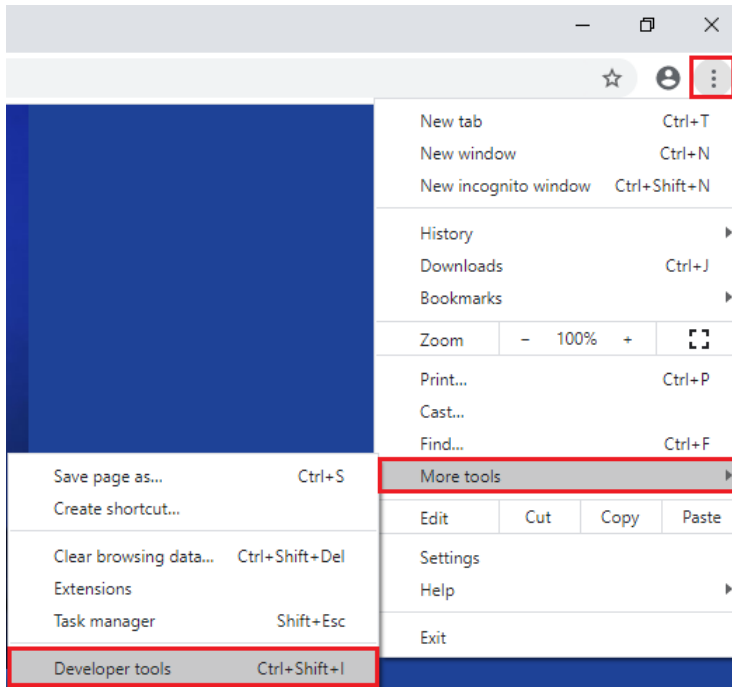 New tab Ctrl+T
New window Ctrl+N
New incognito window Ctrl+Shift+N
History
Downloads Ctrl+J
Bookmarks
Zoom - 100% +
Print... Ctrl+P
Cast...
Find... Ctrl+F
More tools
Edit Cut Copy Paste
Settings
Help
Exit
Save page as... Ctrl+S
Create shortcut...
Clear browsing data... Ctrl+Shift+Del
Extensions
Task manager Shift+Esc
Developer tools Ctrl+Shift+I